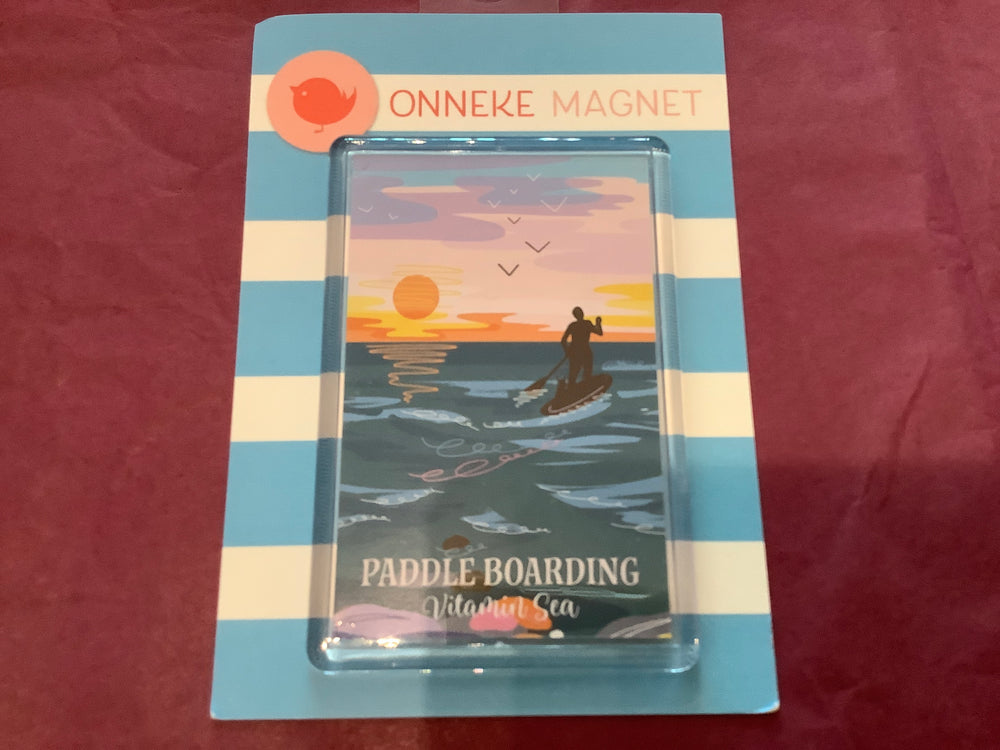 ONNEKE MAGNET
PADDLE BOARDING
Vitamin Sea